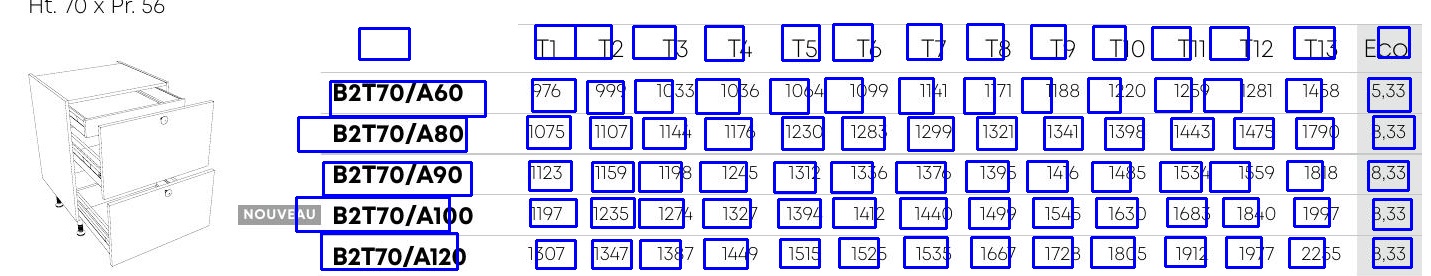 Ht. 70 x Pr. 56
T1 T2 T3 T4 T5 T6 T7 T8 T9 T10 T11 T12 T13 Eco
B2T70/A60 976 999 1033 1036 1064 1099 1141 1171 1188 1220 1259 1281 1458 5,33
B2T70/A80 1075 1107 1144 1176 1230 1283 1299 1321 1341 1398 1443 1475 1790 8,33
B2T70/A90 1123 1159 1198 1245 1312 1336 1376 1395 1416 1485 1534 1559 1818 8,33
NOUVEAU B2T70/A100 1197 1235 1274 1327 1394 1412 1440 1499 1545 1630 1683 1840 1997 8,33
B2T70/A120 1307 1347 1387 1449 1515 1525 1535 1667 1728 1805 1912 1977 2255 8,33